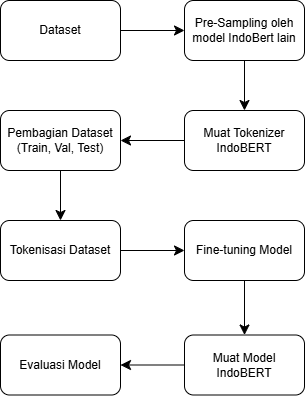 Dataset
Pre-Sampling oleh
model IndoBert lain
Muat Tokenizer
IndoBERT
Pembagian Dataset
(Train, Val, Test)
Tokenisasi Dataset
Fine-tuning Model
Muat Model
IndoBERT
Evaluasi Model